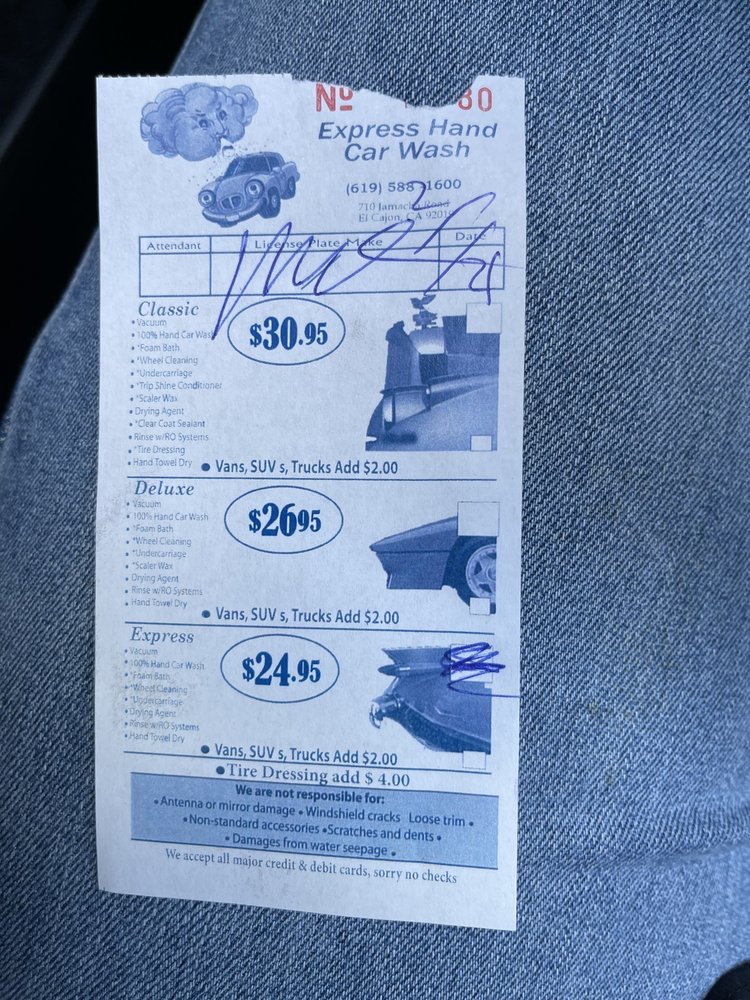 Nº 80
Express Hand
Car Wash
(619) 588-1600
710 Jamacha Road
El Cajon, CA 92019
Attendant License Plate Make Date
Classic
$30.95
• Vacuum
• 100% Hand Car Wash
• *Foam Bath
• *Wheel Cleaning
• *Undercarriage
• *Trip Shine Conditioner
• *Scaler Wax
• Drying Agent
• *Clear Coat Sealant
• Rinse w/RO Systems
• *Tire Dressing
• Hand Towel Dry
• Vans, SUV s, Trucks Add $2.00
Deluxe
$26.95
• Vacuum
• 100% Hand Car Wash
• *Foam Bath
• *Wheel Cleaning
• *Undercarriage
• *Scaler Wax
• Drying Agent
• Rinse w/RO Systems
• Hand Towel Dry
• Vans, SUV s, Trucks Add $2.00
Express
$24.95
• Vacuum
• 100% Hand Car Wash
• *Foam Bath
• *Wheel Cleaning
• *Undercarriage
• Drying Agent
• Rinse w/RO Systems
• Hand Towel Dry
• Vans, SUV s, Trucks Add $2.00
• Tire Dressing add $ 4.00
We are not responsible for:
• Antenna or mirror damage • Windshield cracks Loose trim •
• Non-standard accessories • Scratches and dents •
• Damages from water seepage •
We accept all major credit & debit cards, sorry no checks